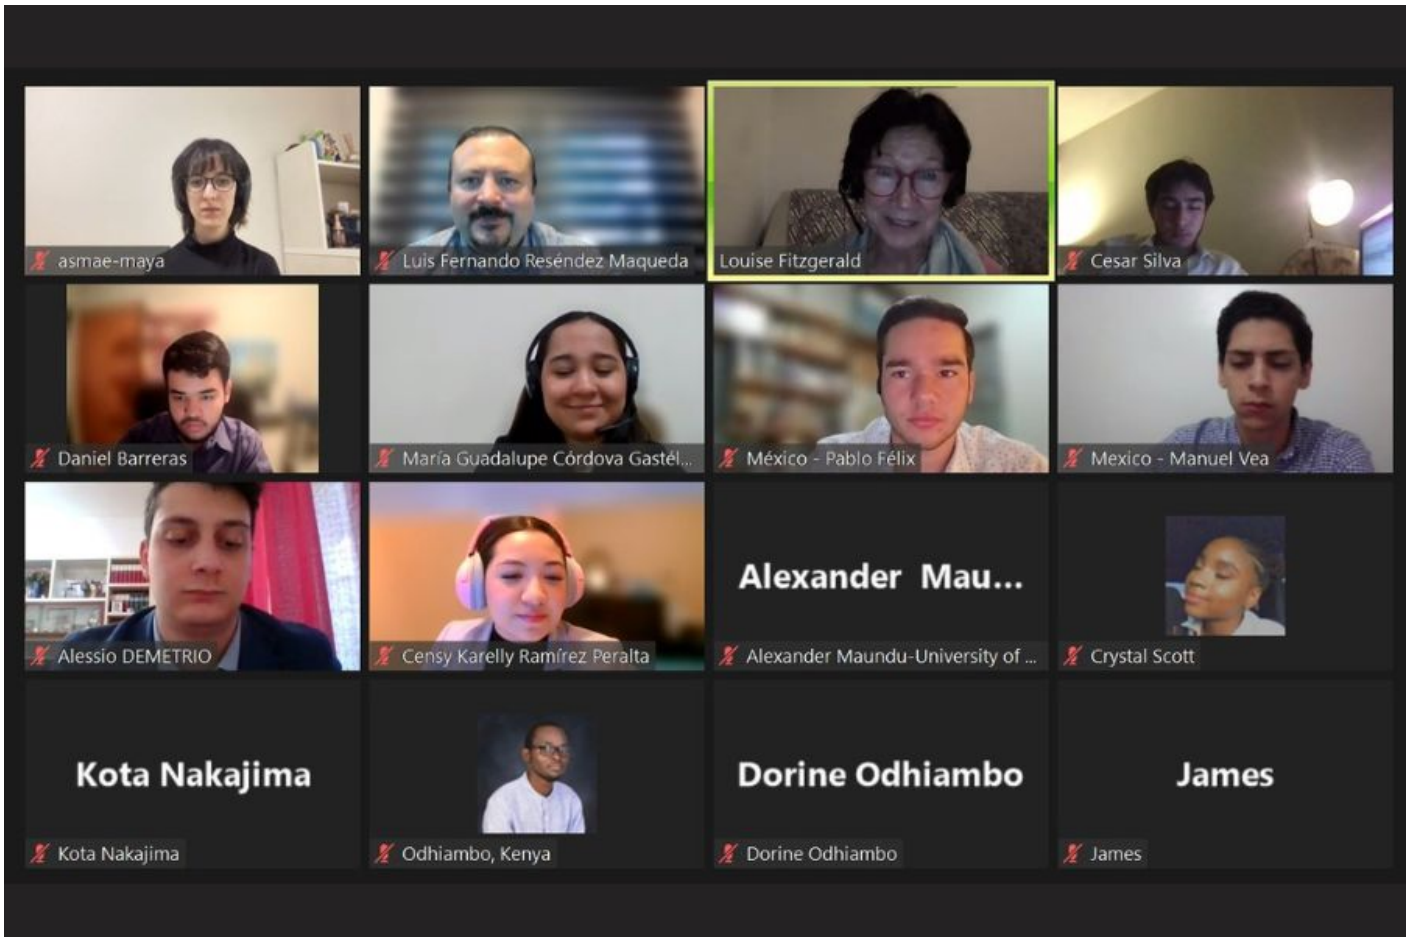 asmae-maya
Luis Fernando Reséndez Maqueda
Louise Fitzgerald
Cesar Silva
Daniel Barreras
María Guadalupe Córdova Gastél...
México - Pablo Félix
Mexico - Manuel Vea
Alessio DEMETRIO
Censy Karelly Ramírez Peralta
Alexander Mau...
Alexander Maundu-University of ...
Crystal Scott
Kota Nakajima
Kota Nakajima
Odhiambo, Kenya
Dorine Odhiambo
Dorine Odhiambo
James
James